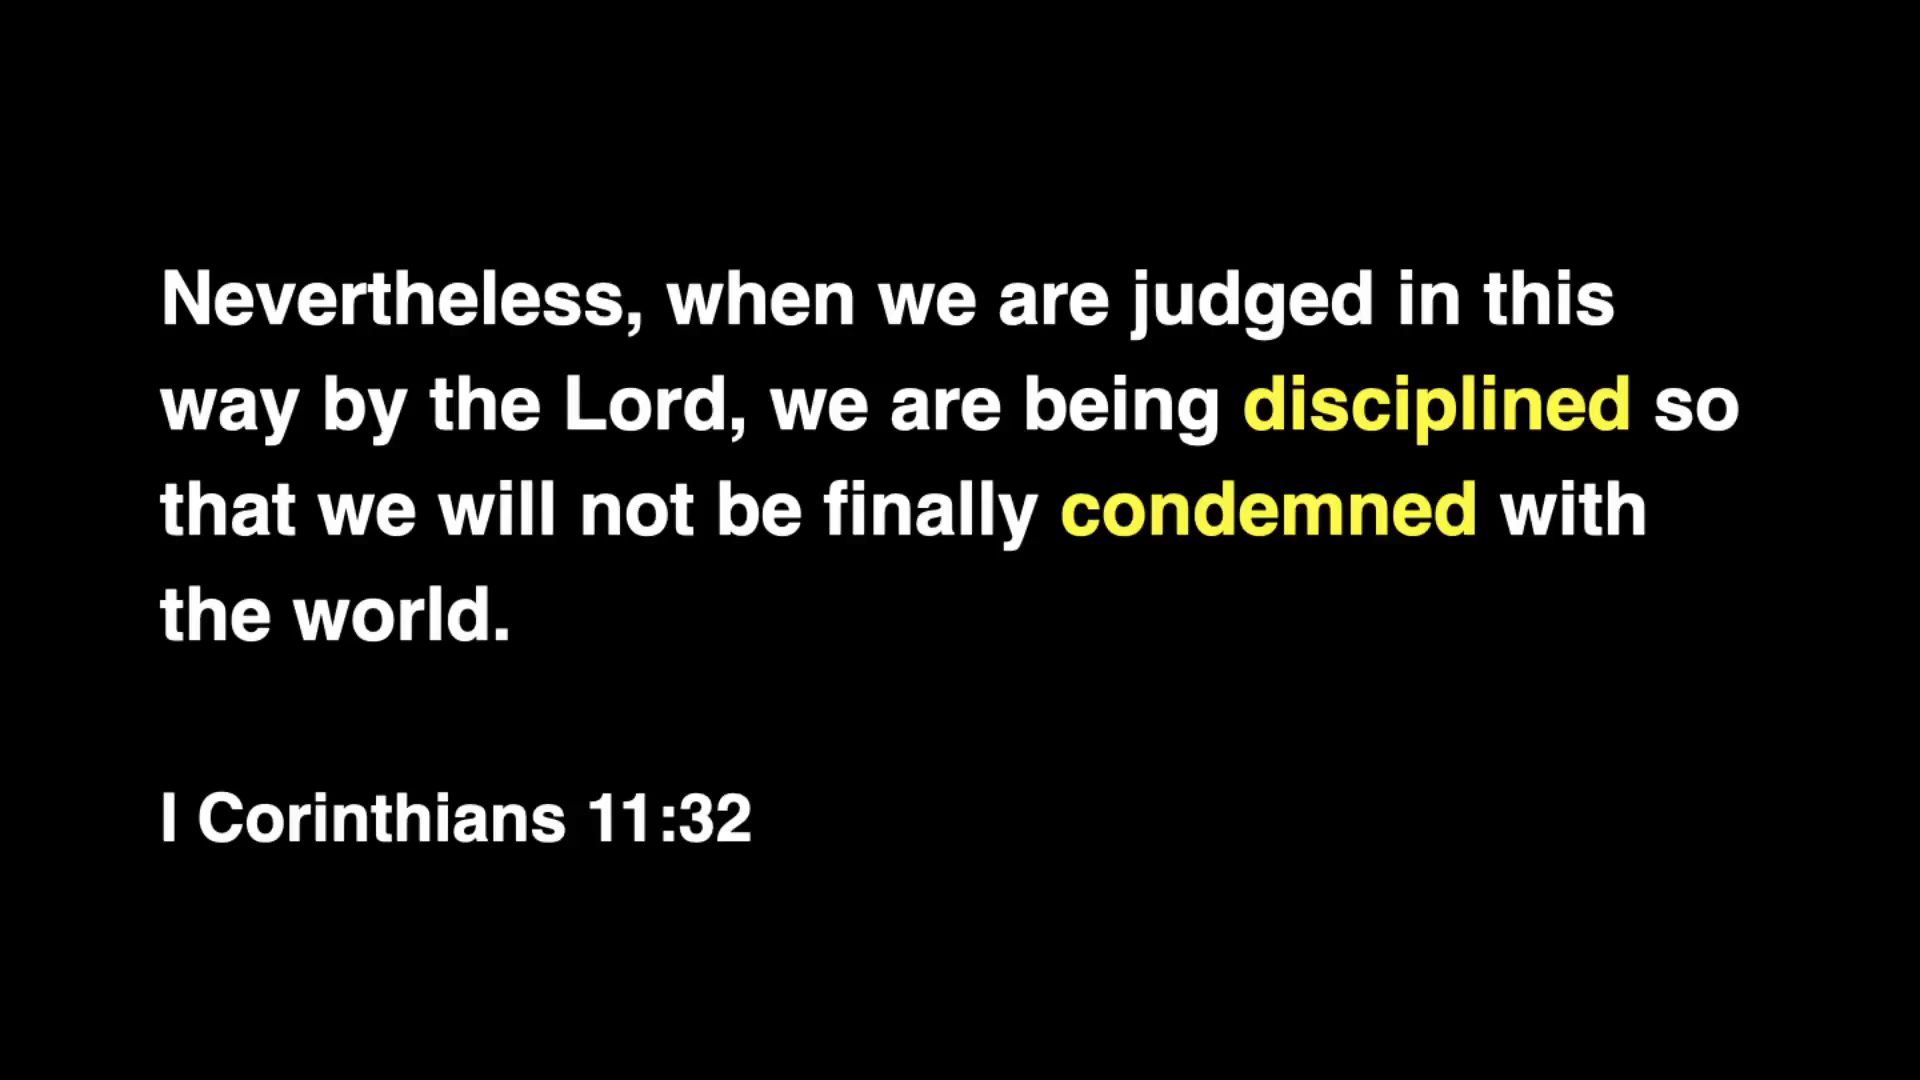 Nevertheless, when we are judged in this
way by the Lord, we are being disciplined so
that we will not be finally condemned with
the world.
I Corinthians 11:32